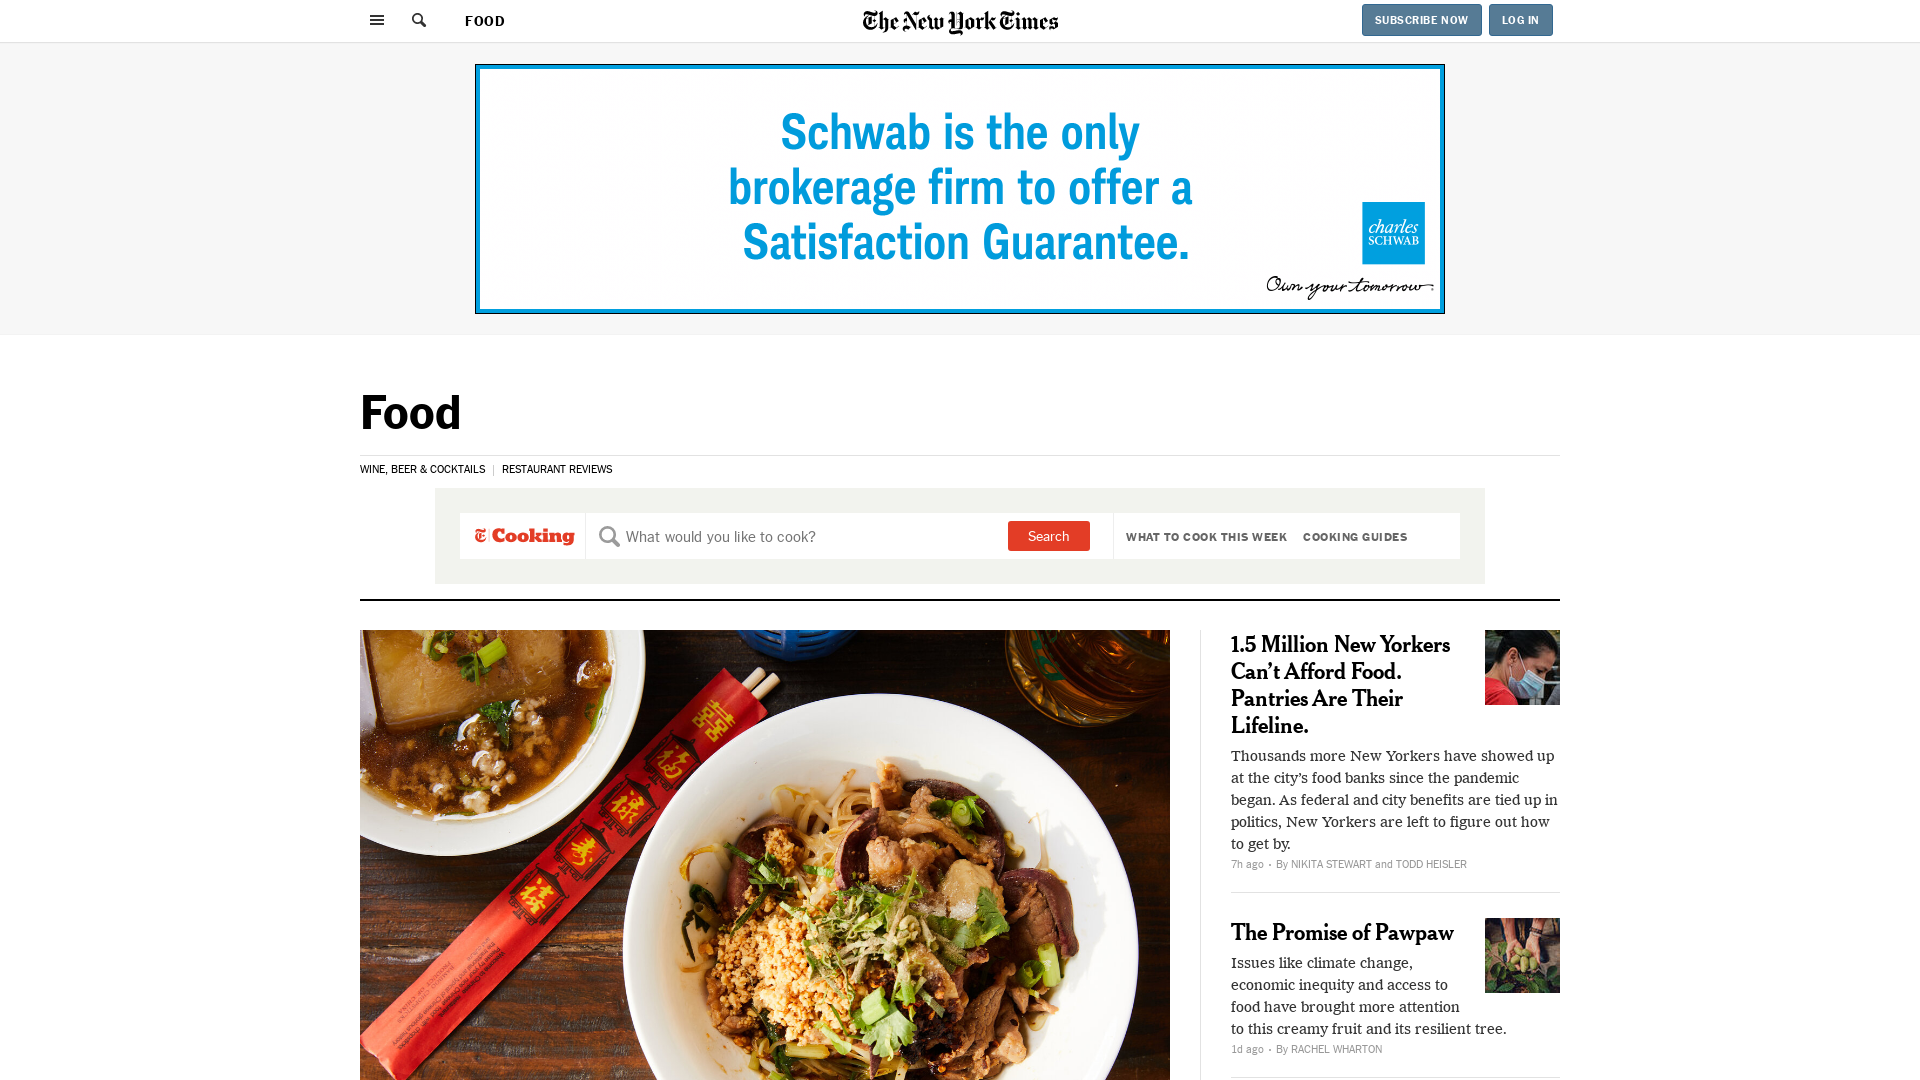 FOOD
The New York Times
SUBSCRIBE NOW
LOG IN
Schwab is the only
brokerage firm to offer a
Satisfaction Guarantee.
charles
SCHWAB
Own your tomorrow.
Food
WINE, BEER & COCKTAILS | RESTAURANT REVIEWS
T Cooking
What would you like to cook?
Search
WHAT TO COOK THIS WEEK
COOKING GUIDES
囍
福
祿
壽
禧
1.5 Million New Yorkers
Can’t Afford Food.
Pantries Are Their
Lifeline.
Thousands more New Yorkers have showed up
at the city’s food banks since the pandemic
began. As federal and city benefits are tied up in
politics, New Yorkers are left to figure out how
to get by.
7h ago • By NIKITA STEWART and TODD HEISLER
The Promise of Pawpaw
Issues like climate change,
economic inequity and access to
food have brought more attention
to this creamy fruit and its resilient tree.
1d ago • By RACHEL WHARTON